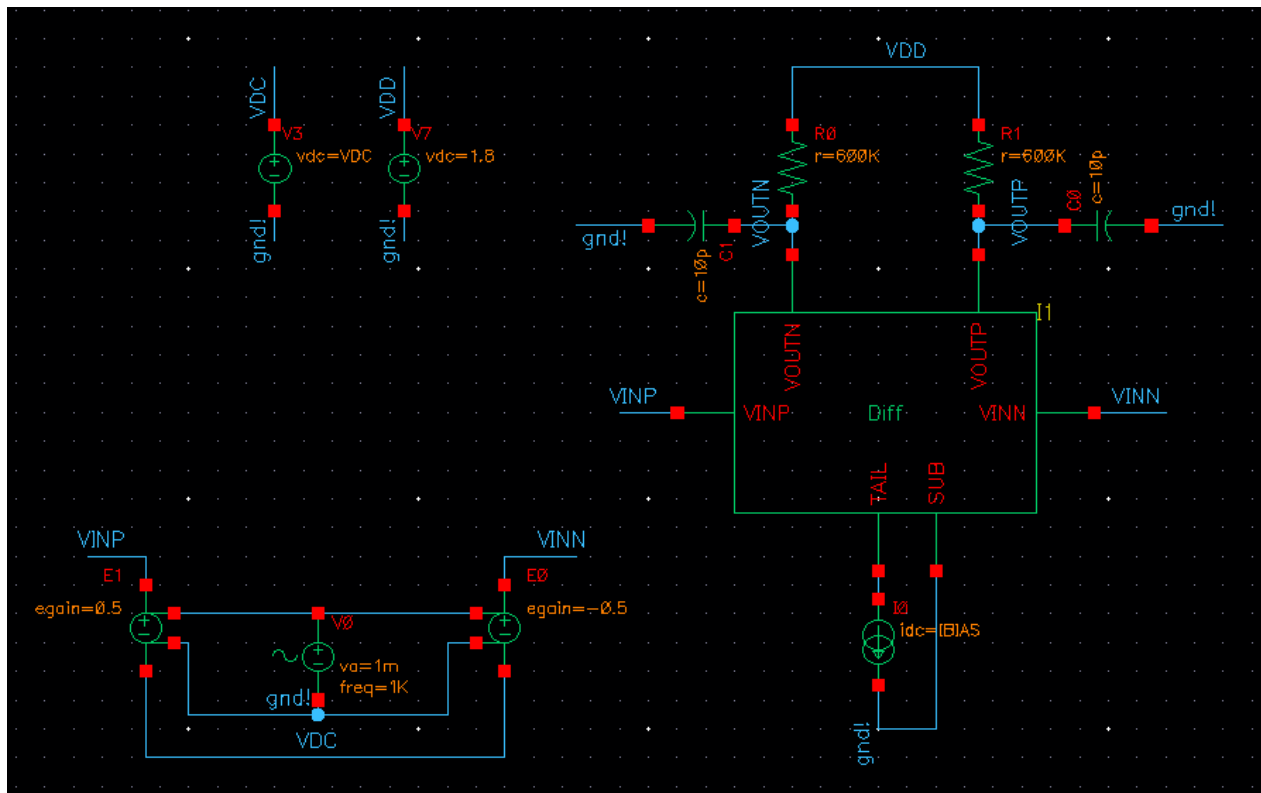 VDD
VDC
V3
vdc=VDC
gnd!
VDD
V7
vdc=1.8
gnd!
R0
r=600K
R1
r=600K
gnd!
C1
c=10p
VOUTN
VOUTP
C0
c=10p
gnd!
I1
VOUTN
VOUTP
VINP
VINP
Diff
VINN
VINN
TAIL
SUB
VINP
E1
egain=0.5
VINN
E0
egain=-0.5
V0
va=1m
freq=1K
gnd!
VDC
I0
idc=IBIAS
gnd!